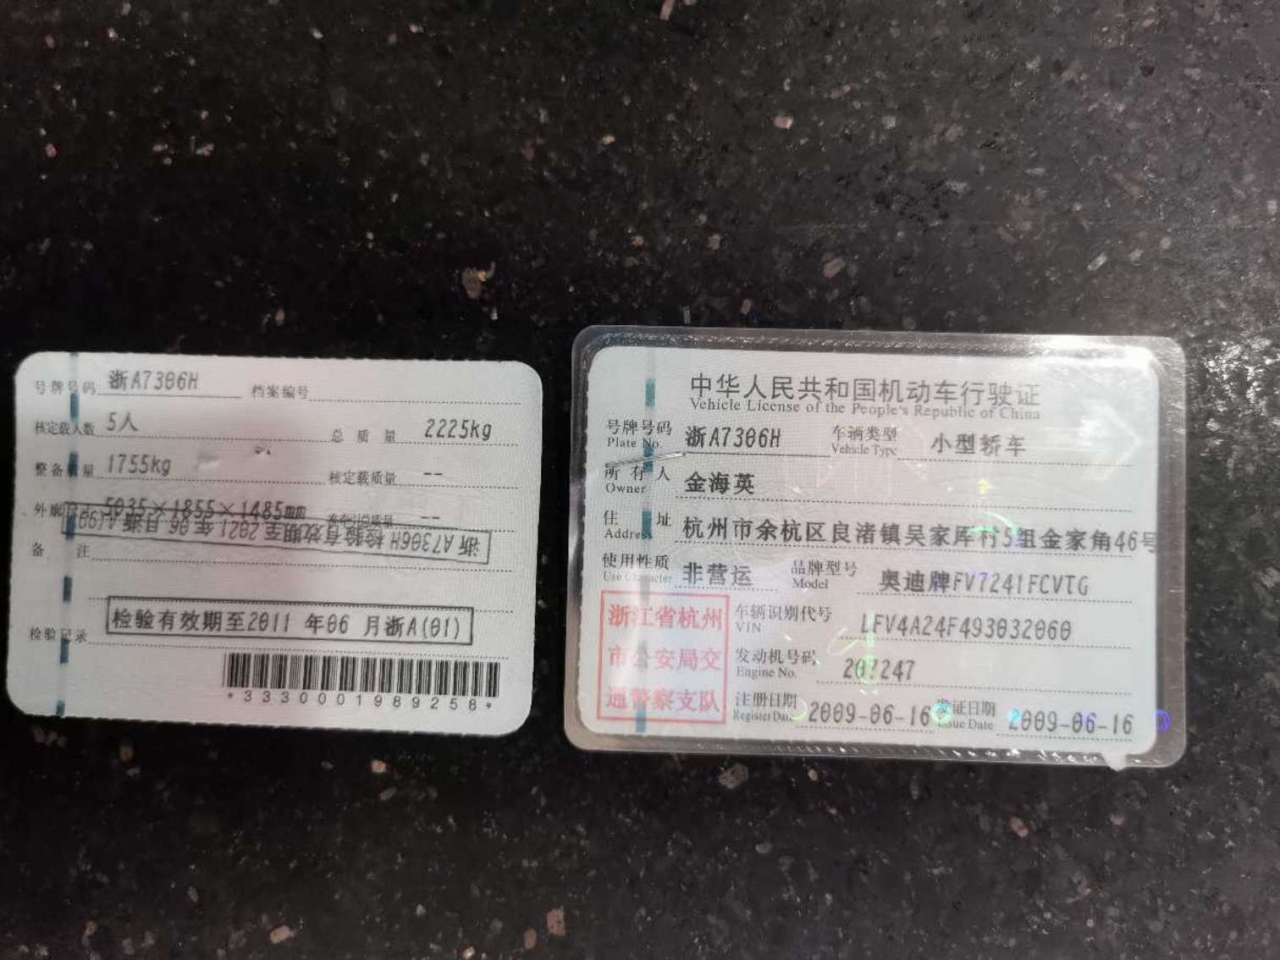 号牌号码 浙A7306H 档案编号
核定载人数 5人 总质量 2225kg
整备质量 1755kg 核定载质量 --
外廓尺寸 5035×1855×1485mm 准牵引总质量 --
浙A7306H 检验有效期至2021年06月浙A(99)
备注
检验记录 检验有效期至2011 年06 月浙A(01)
*3330001989258*
中华人民共和国机动车行驶证
Vehicle License of the People's Republic of China
号牌号码 浙A7306H 车辆类型 小型轿车
Plate No. Vehicle Type
所有人 金海英
Owner
住址 杭州市余杭区良渚镇吴家厍村5组金家角46号
Address
使用性质 非营运 品牌型号 奥迪牌FV7241FCVTG
Use Character Model
浙江省杭州 车辆识别代号 LFV4A24F493032060
VIN
市公安局交 发动机号码 207247
Engine No.
通警察支队 注册日期 2009-06-16 发证日期 2009-06-16
Register Date Issue Date